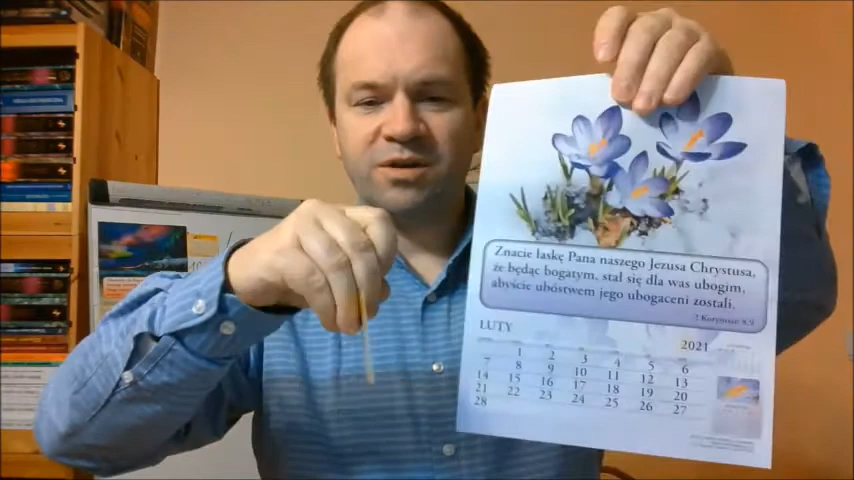 Znacie łaskę Pana naszego Jezusa Chrystusa,
że będąc bogatym, stał się dla was ubogim,
abyście ubóstwem jego ubogaceni zostali.
2 Koryntian 8,9
LUTY 2021
1 2 3 4 5 6
7 8 9 10 11 12 13
14 15 16 17 18 19 20
21 22 23 24 25 26 27
28